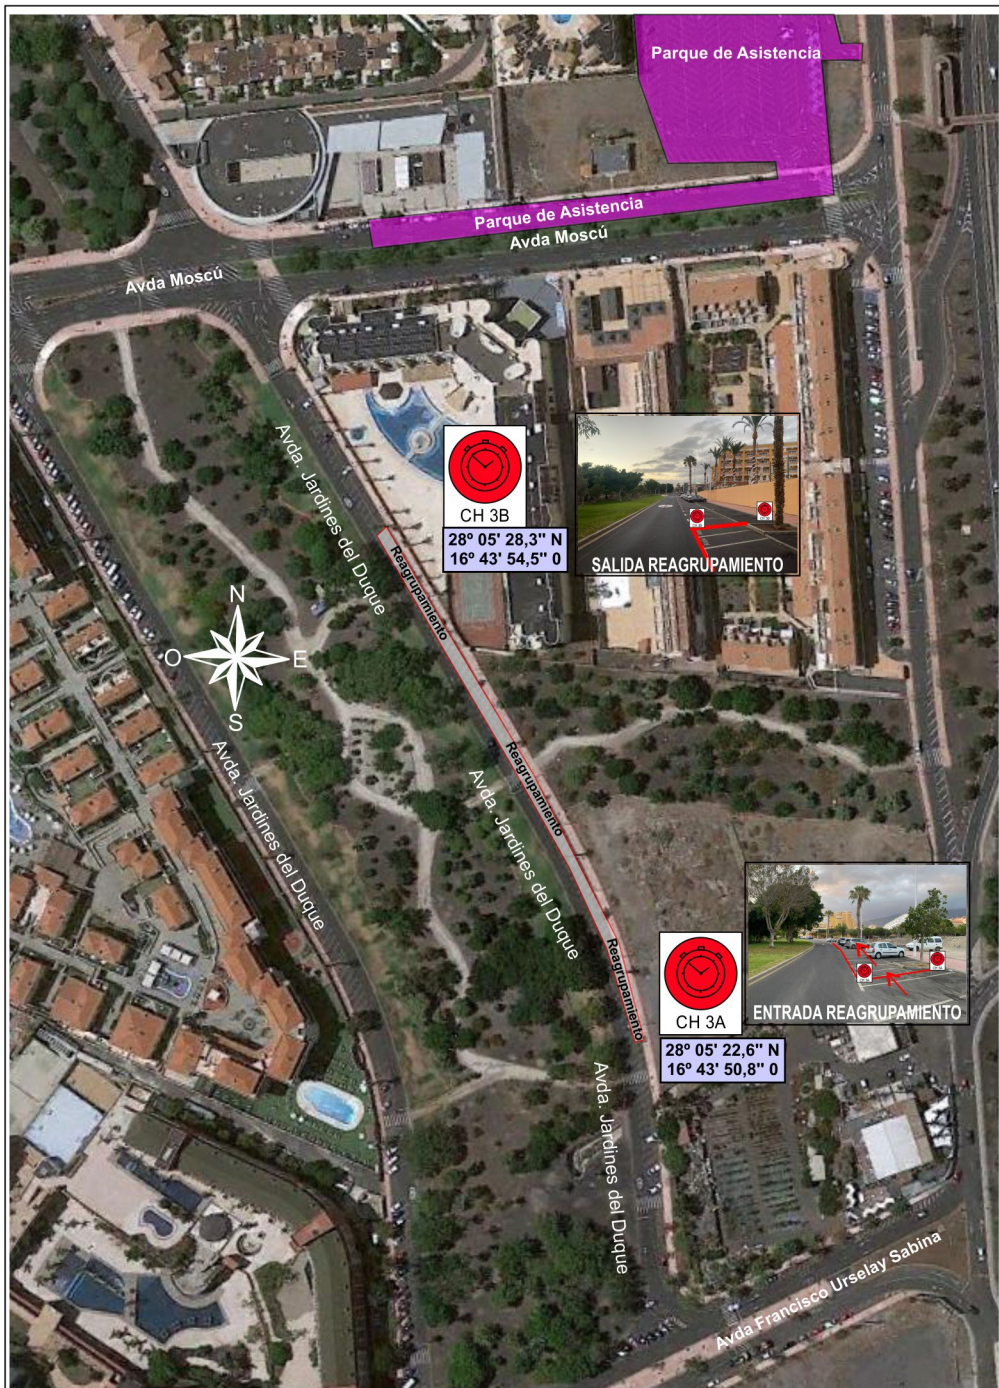 Parque de Asistencia
Parque de Asistencia
Avda Moscú
Avda Moscú
Avda. Jardines del Duque
CH 3B
28º 05' 28,3" N
16º 43' 54,5" 0
SALIDA REAGRUPAMIENTO
Reagrupamiento
N
O
E
S
Avda. Jardines del Duque
Reagrupamiento
Avda. Jardines del Duque
Reagrupamiento
CH 3A
28º 05' 22,6" N
16º 43' 50,8" 0
ENTRADA REAGRUPAMIENTO
Avda. Jardines del Duque
Avda Francisco Urselay Sabina